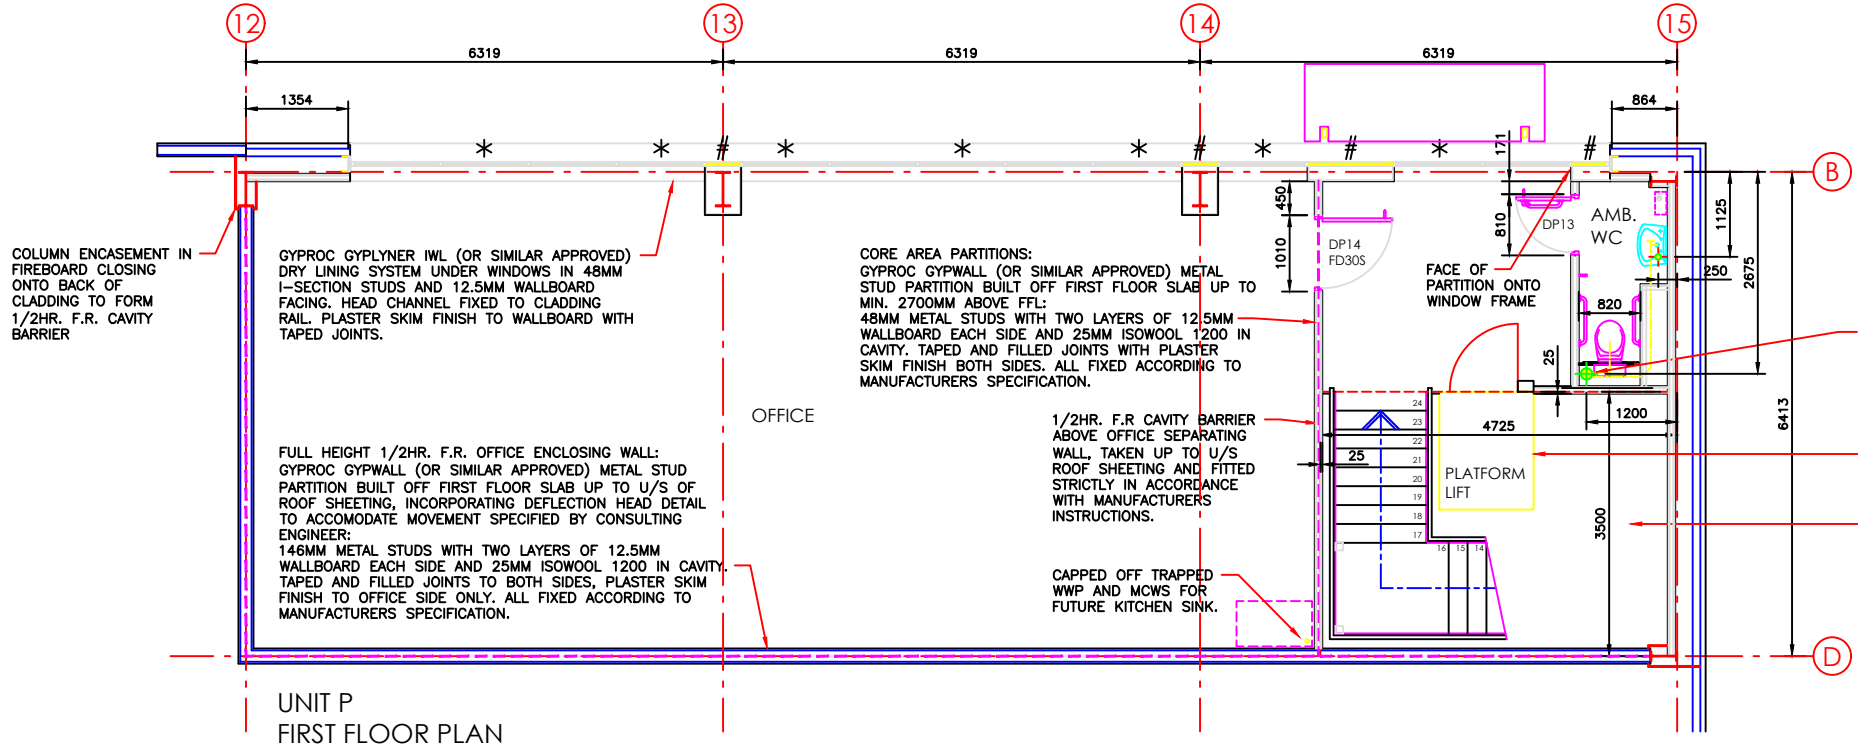 12
13
14
15
6319
6319
6319
1354
864
171
B
450
810
1125
AMB.
WC
DP13
1010
DP14
FD30S
2675
250
COLUMN ENCASEMENT IN
FIREBOARD CLOSING
ONTO BACK OF
CLADDING TO FORM
1/2HR. F.R. CAVITY
BARRIER
GYPROC GYPLYNER IWL (OR SIMILAR APPROVED)
DRY LINING SYSTEM UNDER WINDOWS IN 48MM
I-SECTION STUDS AND 12.5MM WALLBOARD
FACING. HEAD CHANNEL FIXED TO CLADDING
RAIL. PLASTER SKIM FINISH TO WALLBOARD WITH
TAPED JOINTS.
CORE AREA PARTITIONS:
GYPROC GYPWALL (OR SIMILAR APPROVED) METAL
STUD PARTITION BUILT OFF FIRST FLOOR SLAB UP TO
MIN. 2700MM ABOVE FFL:
48MM METAL STUDS WITH TWO LAYERS OF 12.5MM
WALLBOARD EACH SIDE AND 25MM ISOWOOL 1200 IN
CAVITY. TAPED AND FILLED JOINTS WITH PLASTER
SKIM FINISH BOTH SIDES. ALL FIXED ACCORDING TO
MANUFACTURERS SPECIFICATION.
FACE OF
PARTITION ONTO
WINDOW FRAME
820
25
1200
6413
OFFICE
1/2HR. F.R CAVITY BARRIER
ABOVE OFFICE SEPARATING
WALL, TAKEN UP TO U/S
ROOF SHEETING AND FITTED
STRICTLY IN ACCORDANCE
WITH MANUFACTURERS
INSTRUCTIONS.
24
23
22
21
20
19
18
17
16
15
14
4725
25
PLATFORM
LIFT
3500
FULL HEIGHT 1/2HR. F.R. OFFICE ENCLOSING WALL:
GYPROC GYPWALL (OR SIMILAR APPROVED) METAL STUD
PARTITION BUILT OFF FIRST FLOOR SLAB UP TO U/S OF
ROOF SHEETING, INCORPORATING DEFLECTION HEAD DETAIL
TO ACCOMODATE MOVEMENT SPECIFIED BY CONSULTING
ENGINEER:
146MM METAL STUDS WITH TWO LAYERS OF 12.5MM
WALLBOARD EACH SIDE AND 25MM ISOWOOL 1200 IN CAVITY.
TAPED AND FILLED JOINTS TO BOTH SIDES, PLASTER SKIM
FINISH TO OFFICE SIDE ONLY. ALL FIXED ACCORDING TO
MANUFACTURERS SPECIFICATION.
CAPPED OFF TRAPPED
WWP AND MCWS FOR
FUTURE KITCHEN SINK.
D
UNIT P
FIRST FLOOR PLAN